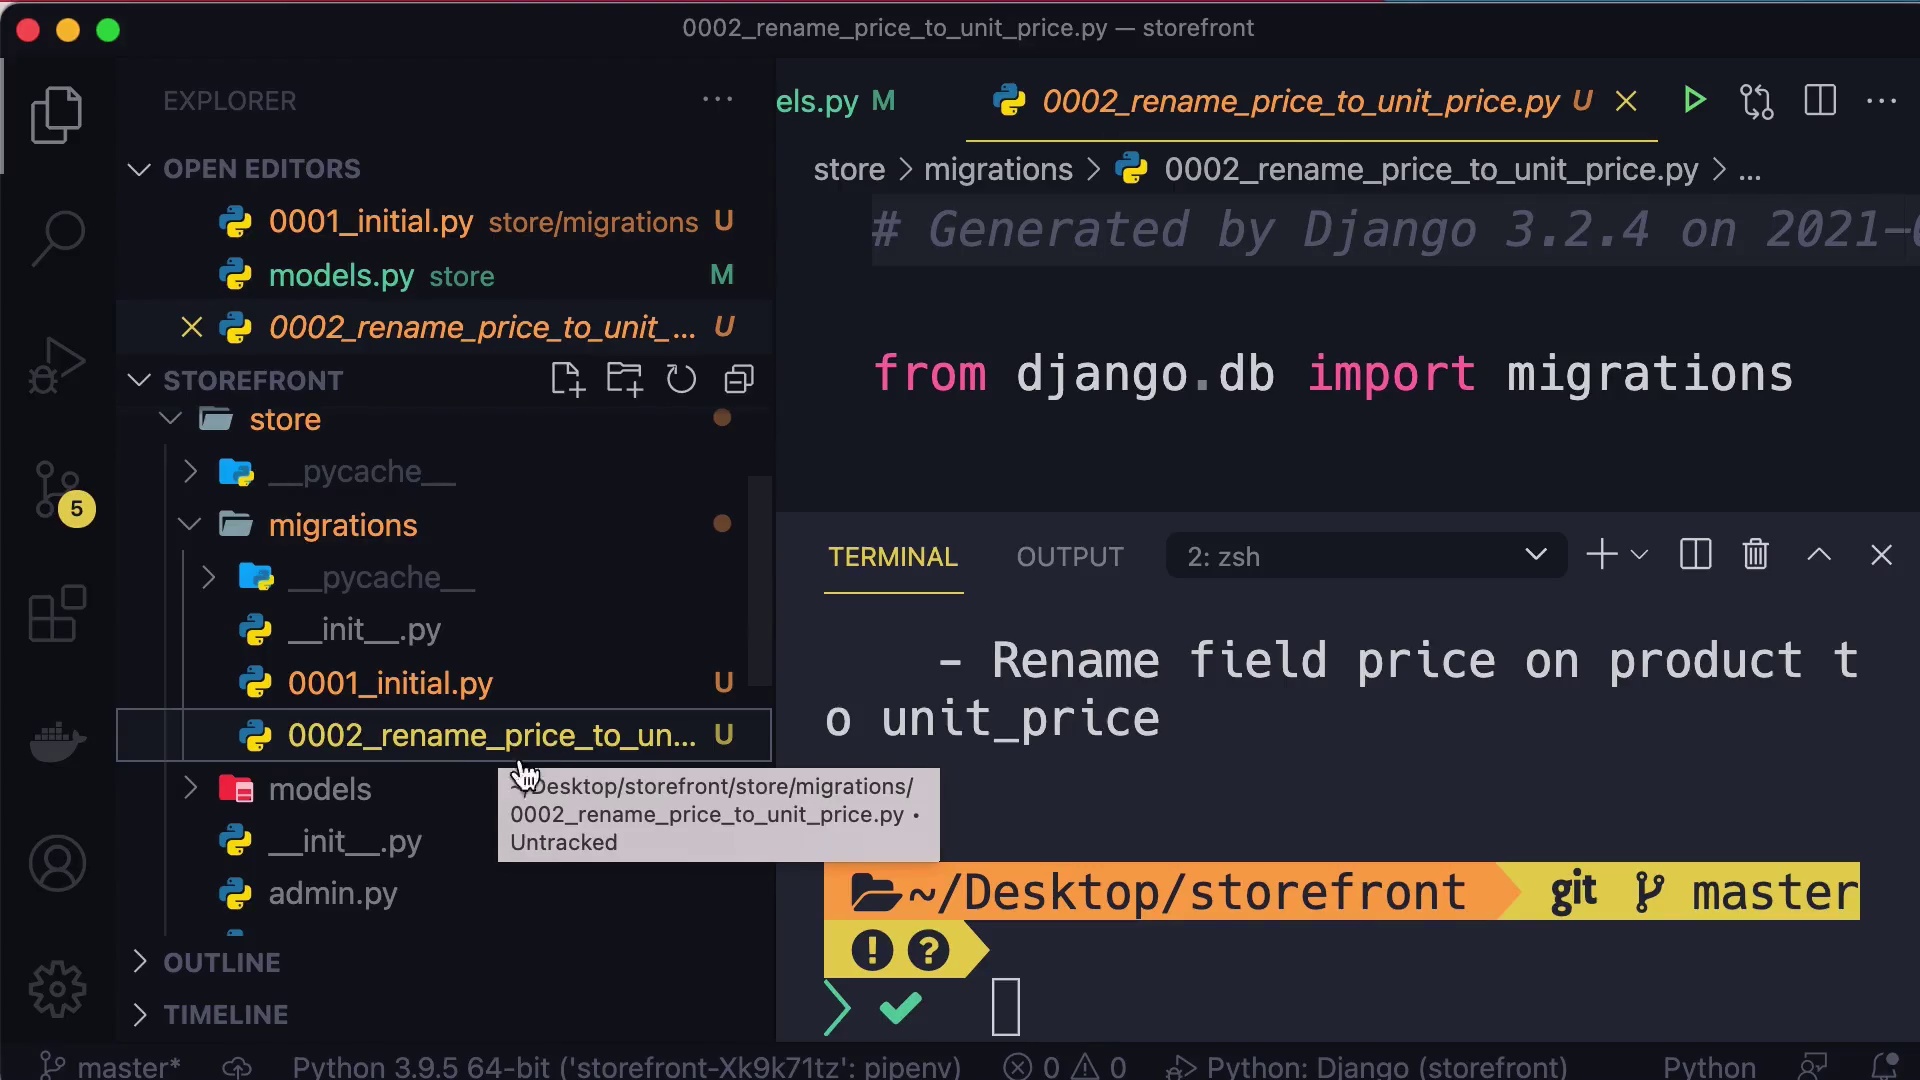 0002_rename_price_to_unit_price.py — storefront
EXPLORER
OPEN EDITORS
0001_initial.py store/migrations U
models.py store M
0002_rename_price_to_unit_... U
STOREFRONT
store
__pycache__
migrations
__pycache__
__init__.py
0001_initial.py U
0002_rename_price_to_un... U
models
__init__.py
admin.py
OUTLINE
TIMELINE
5
els.py M
0002_rename_price_to_unit_price.py U
store > migrations > 0002_rename_price_to_unit_price.py > ...
# Generated by Django 3.2.4 on 2021-
from django.db import migrations
TERMINAL OUTPUT 2: zsh
- Rename field price on product t
o unit_price
~/Desktop/storefront/store/migrations/
0002_rename_price_to_unit_price.py •
Untracked
~/Desktop/storefront git master
! ?
master* Python 3.9.5 64-bit ('storefront-Xk9k71tz': pipenv) 0 0 Python: Django (storefront) Python